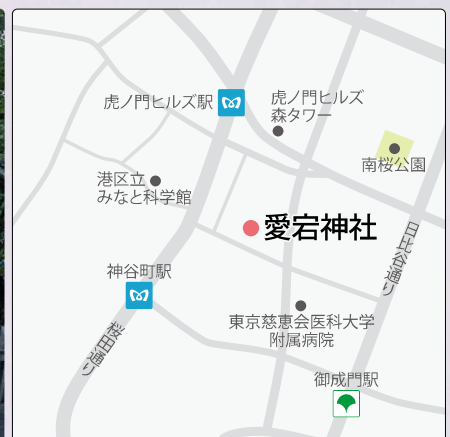 虎ノ門ヒルズ駅
虎ノ門ヒルズ
森タワー
南桜公園
港区立
みなと科学館
愛宕神社
日比谷通り
神谷町駅
桜田通り
東京慈恵会医科大学
附属病院
御成門駅